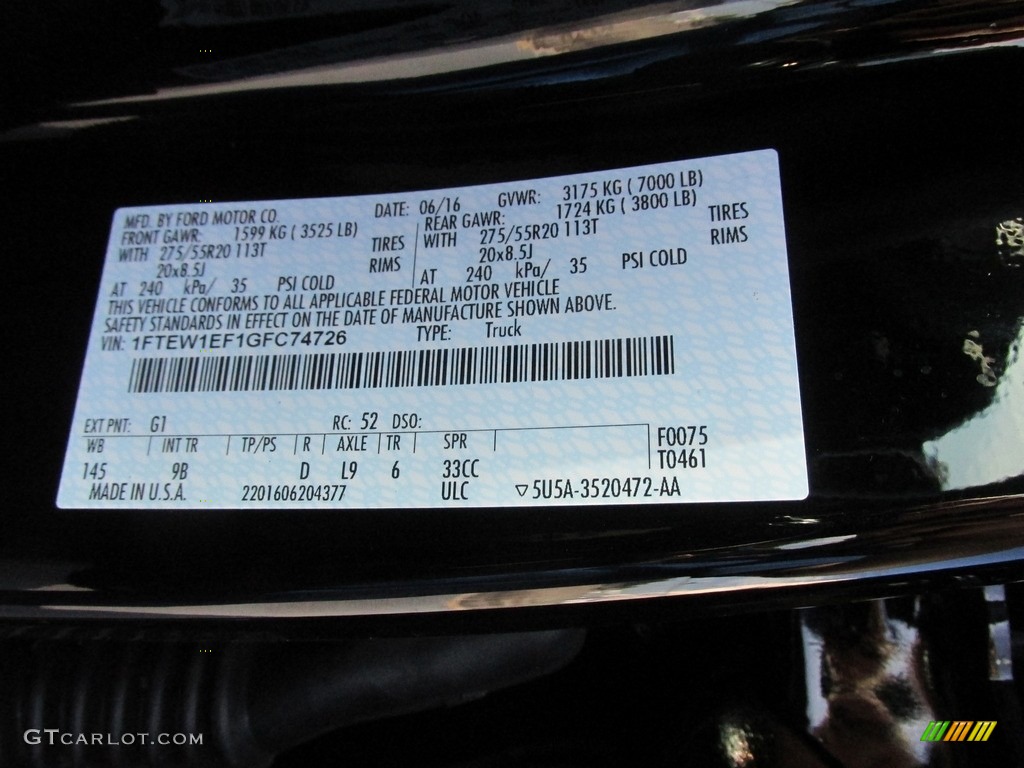 MFD. BY FORD MOTOR CO. DATE: 06/16 GVWR: 3175 KG ( 7000 LB)
FRONT GAWR: 1599 KG ( 3525 LB) REAR GAWR: 1724 KG ( 3800 LB)
WITH 275/55R20 113T TIRES WITH 275/55R20 113T TIRES
20x8.5J RIMS 20x8.5J RIMS
AT 240 kPa/ 35 PSI COLD AT 240 kPa/ 35 PSI COLD
THIS VEHICLE CONFORMS TO ALL APPLICABLE FEDERAL MOTOR VEHICLE
SAFETY STANDARDS IN EFFECT ON THE DATE OF MANUFACTURE SHOWN ABOVE.
VIN: 1FTEW1EF1GFC74726 TYPE: Truck
EXT PNT: G1 RC: 52 DSO:
WB INT TR TP/PS R AXLE TR SPR F0075
145 9B D L9 6 33CC T0461
MADE IN U.S.A. 2201606204377 ULC ▽5U5A-3520472-AA
GTCARLOT.COM